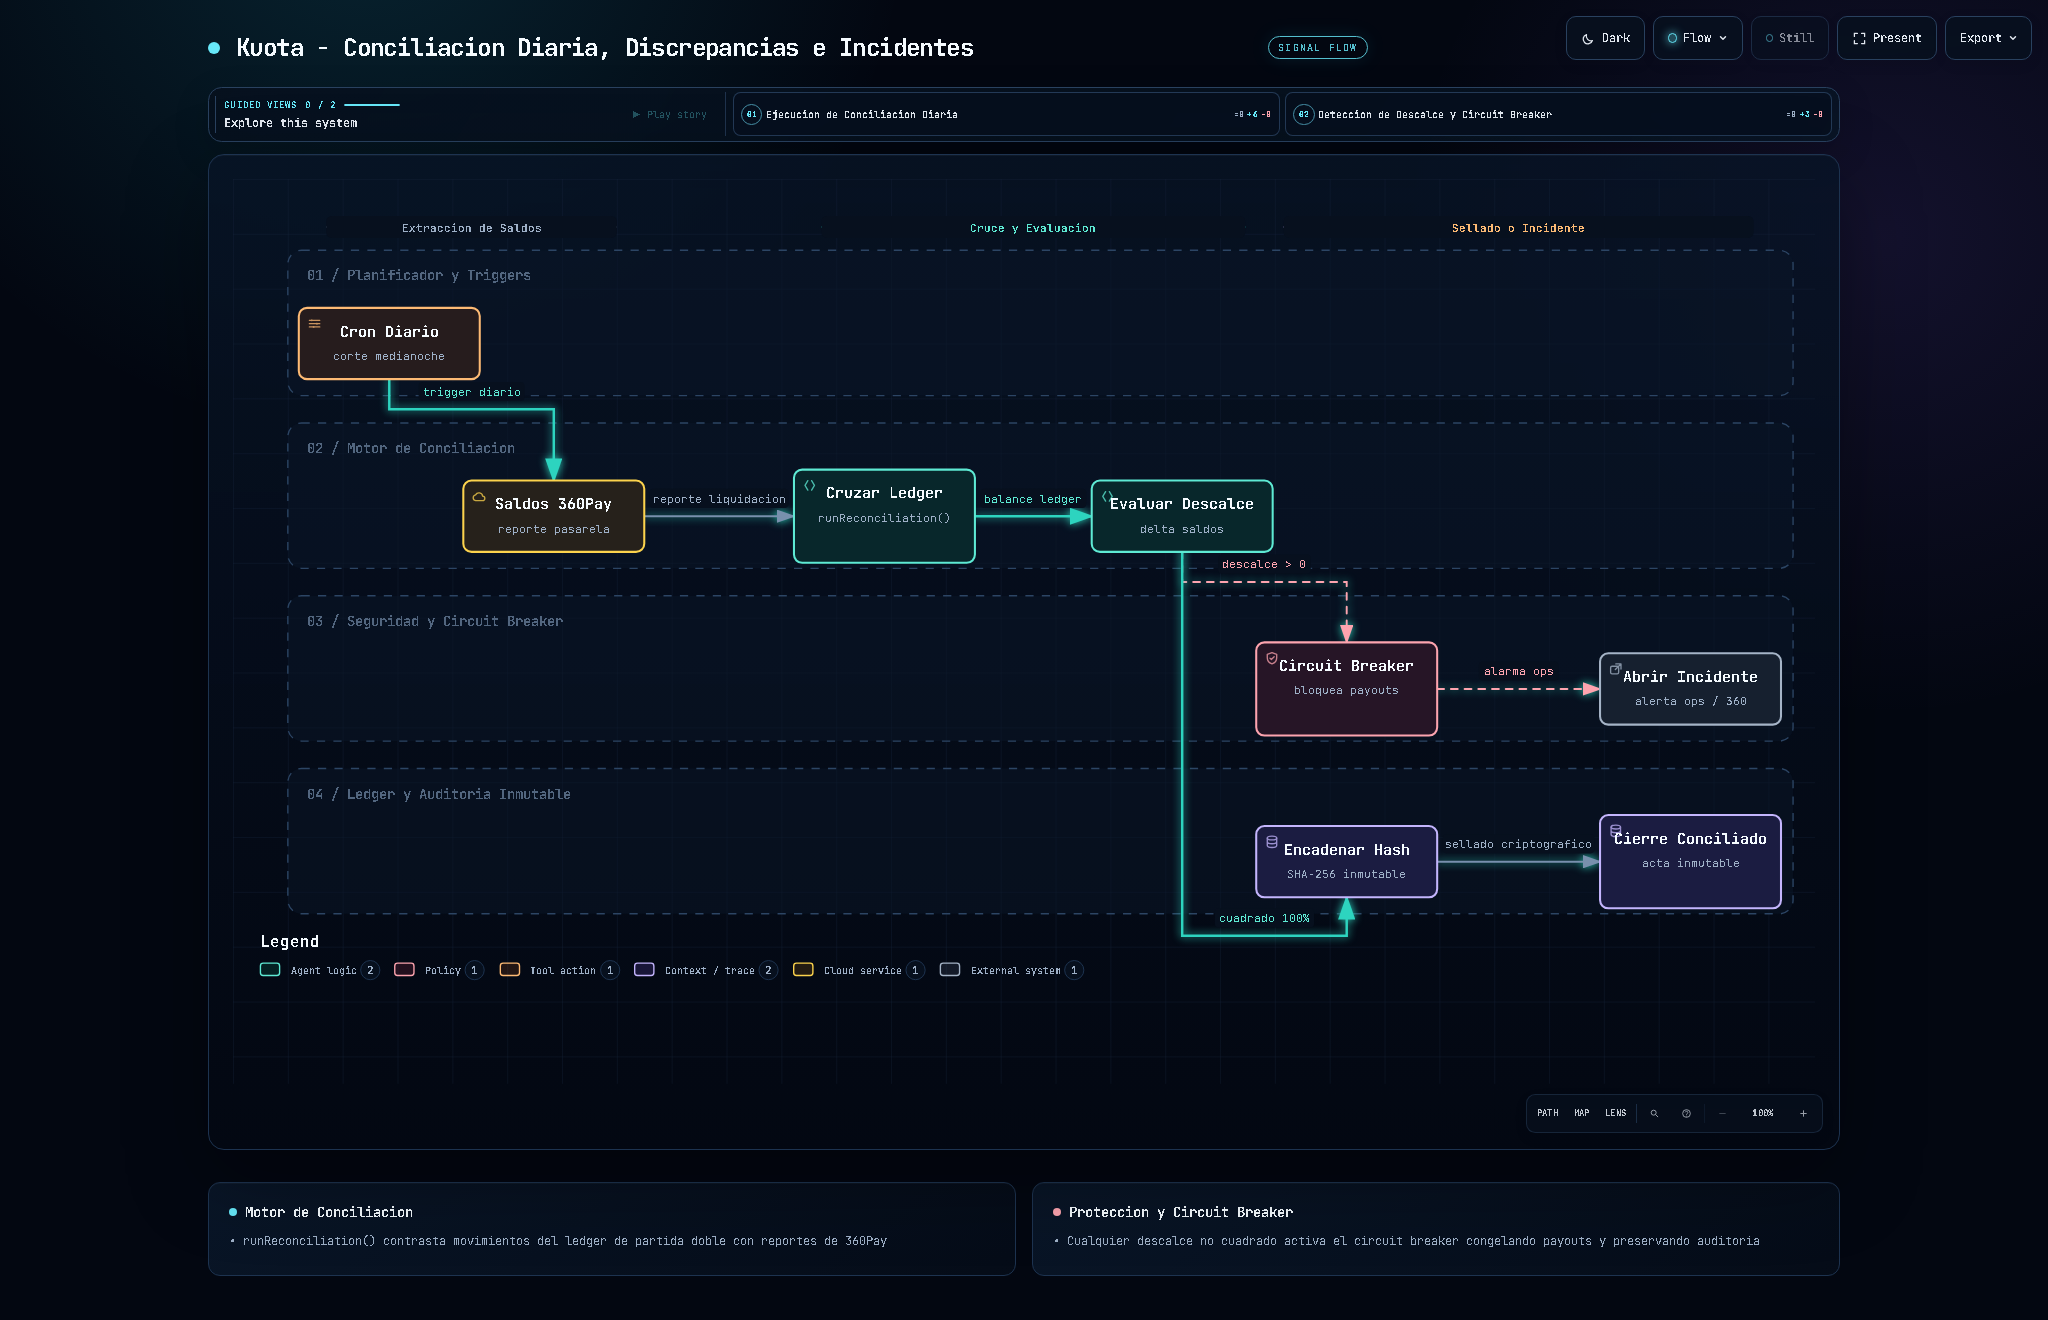 Kuota - Conciliacion Diaria, Discrepancias e Incidentes
SIGNAL FLOW
Dark
Flow
Still
Present
Export
GUIDED VIEWS 0 / 2
Explore this system
Play story
01 Ejecucion de Conciliacion Diaria
=0 +6 -0
02 Deteccion de Descalce y Circuit Breaker
=0 +3 -0
Extraccion de Saldos
Cruce y Evaluacion
Sellado o Incidente
01 / Planificador y Triggers
Cron Diario
corte medianoche
trigger diario
02 / Motor de Conciliacion
Saldos 360Pay
reporte pasarela
reporte liquidacion
Cruzar Ledger
runReconciliation()
balance ledger
Evaluar Descalce
delta saldos
descalce > 0
03 / Seguridad y Circuit Breaker
Circuit Breaker
bloquea payouts
alarma ops
Abrir Incidente
alerta ops / 360
04 / Ledger y Auditoria Inmutable
Encadenar Hash
SHA-256 inmutable
sellado criptografico
Cierre Conciliado
acta inmutable
cuadrado 100%
Legend
Agent logic 2
Policy 1
Tool action 1
Context / trace 2
Cloud service 1
External system 1
PATH
MAP
LENS
100%
Motor de Conciliacion
• runReconciliation() contrasta movimientos del ledger de partida doble con reportes de 360Pay
Proteccion y Circuit Breaker
• Cualquier descalce no cuadrado activa el circuit breaker congelando payouts y preservando auditoria